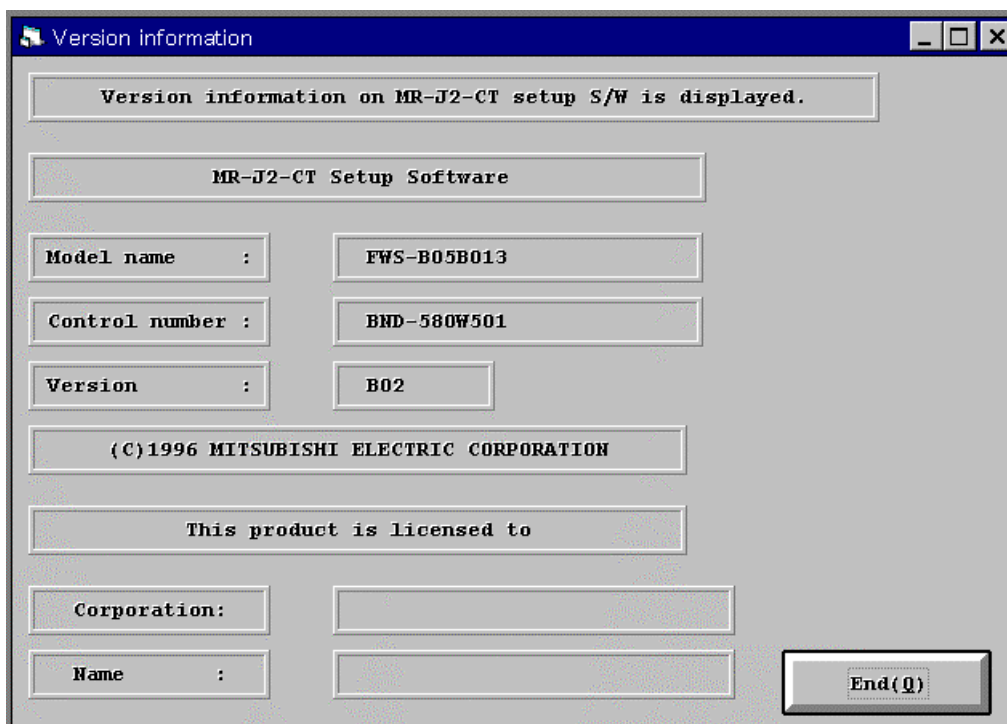 Version information
Version information on MR-J2-CT setup S/W is displayed.
MR-J2-CT Setup Software
Model name : FWS-B05B013
Control number : BND-580W501
Version : B02
(C)1996 MITSUBISHI ELECTRIC CORPORATION
This product is licensed to
Corporation:
Name :
End(Q)